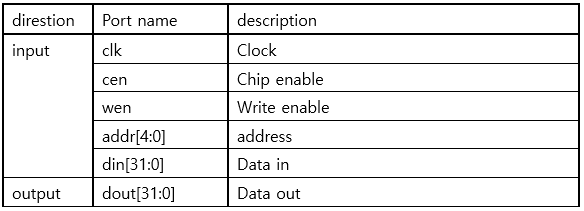 direstion Port name description
input clk Clock
cen Chip enable
wen Write enable
addr[4:0] address
din[31:0] Data in
output dout[31:0] Data out